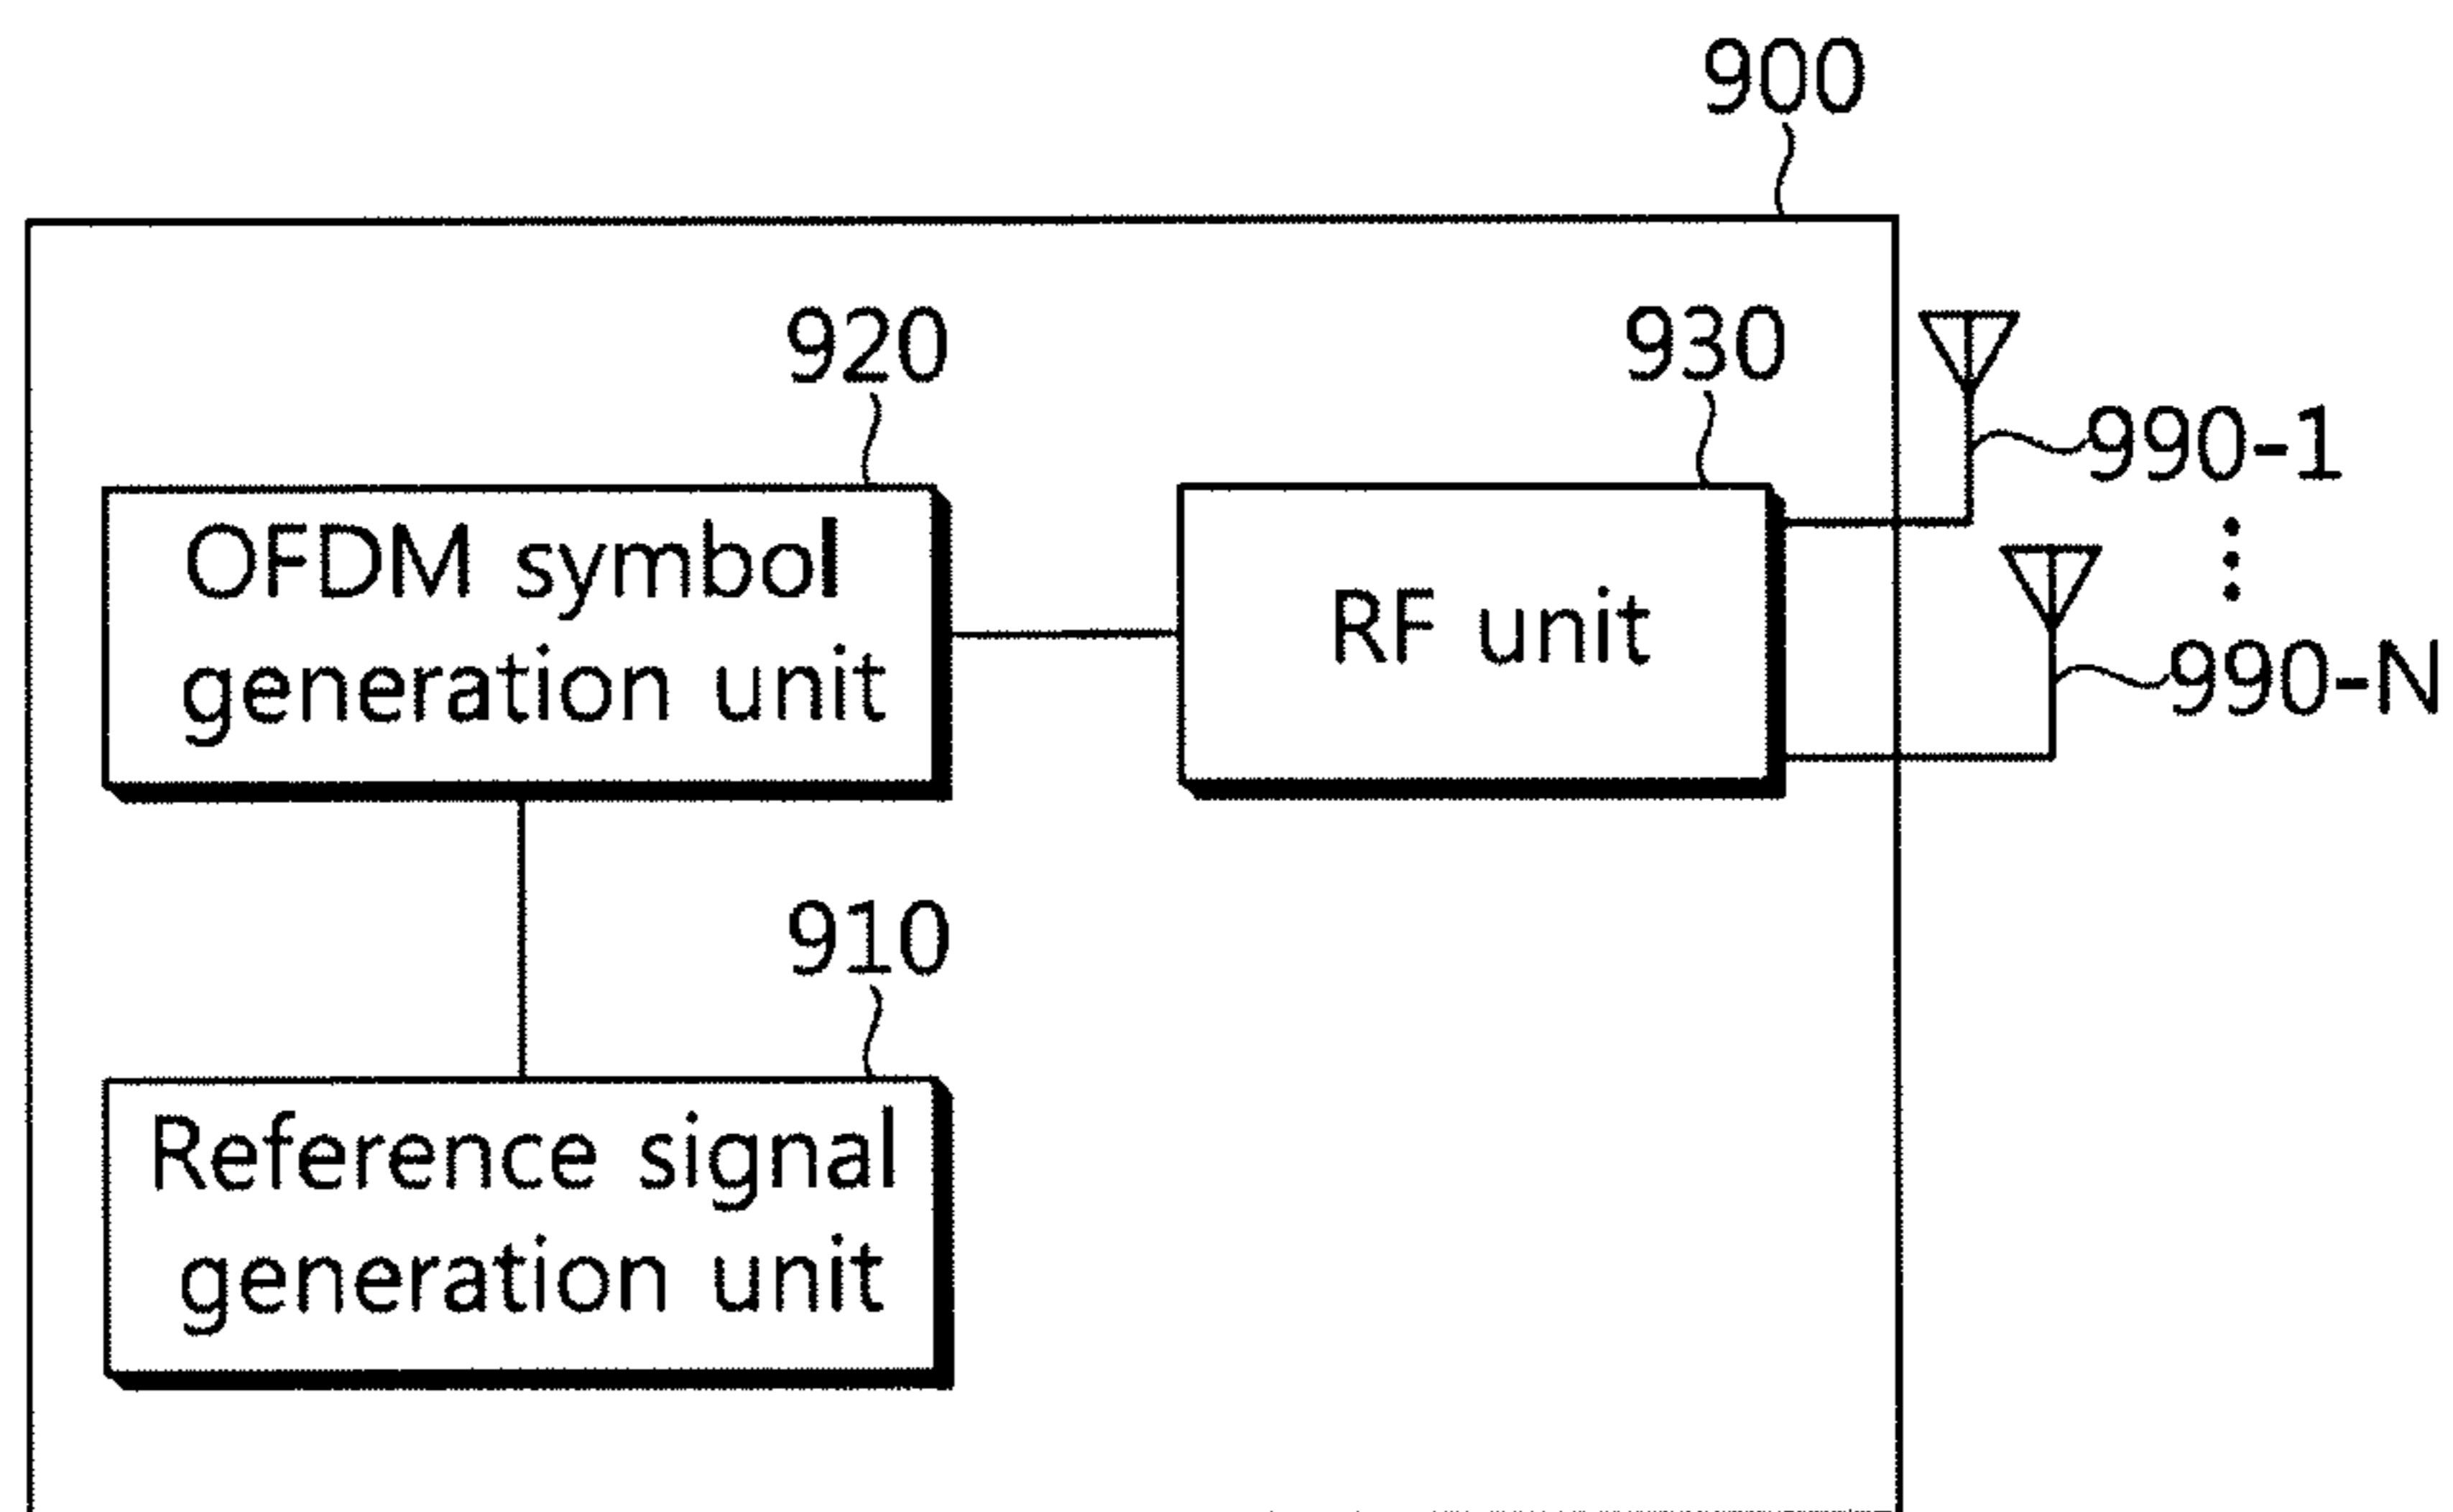 900
920
930
990-1
OFDM symbol
generation unit
RF unit
990-N
910
Reference signal
generation unit